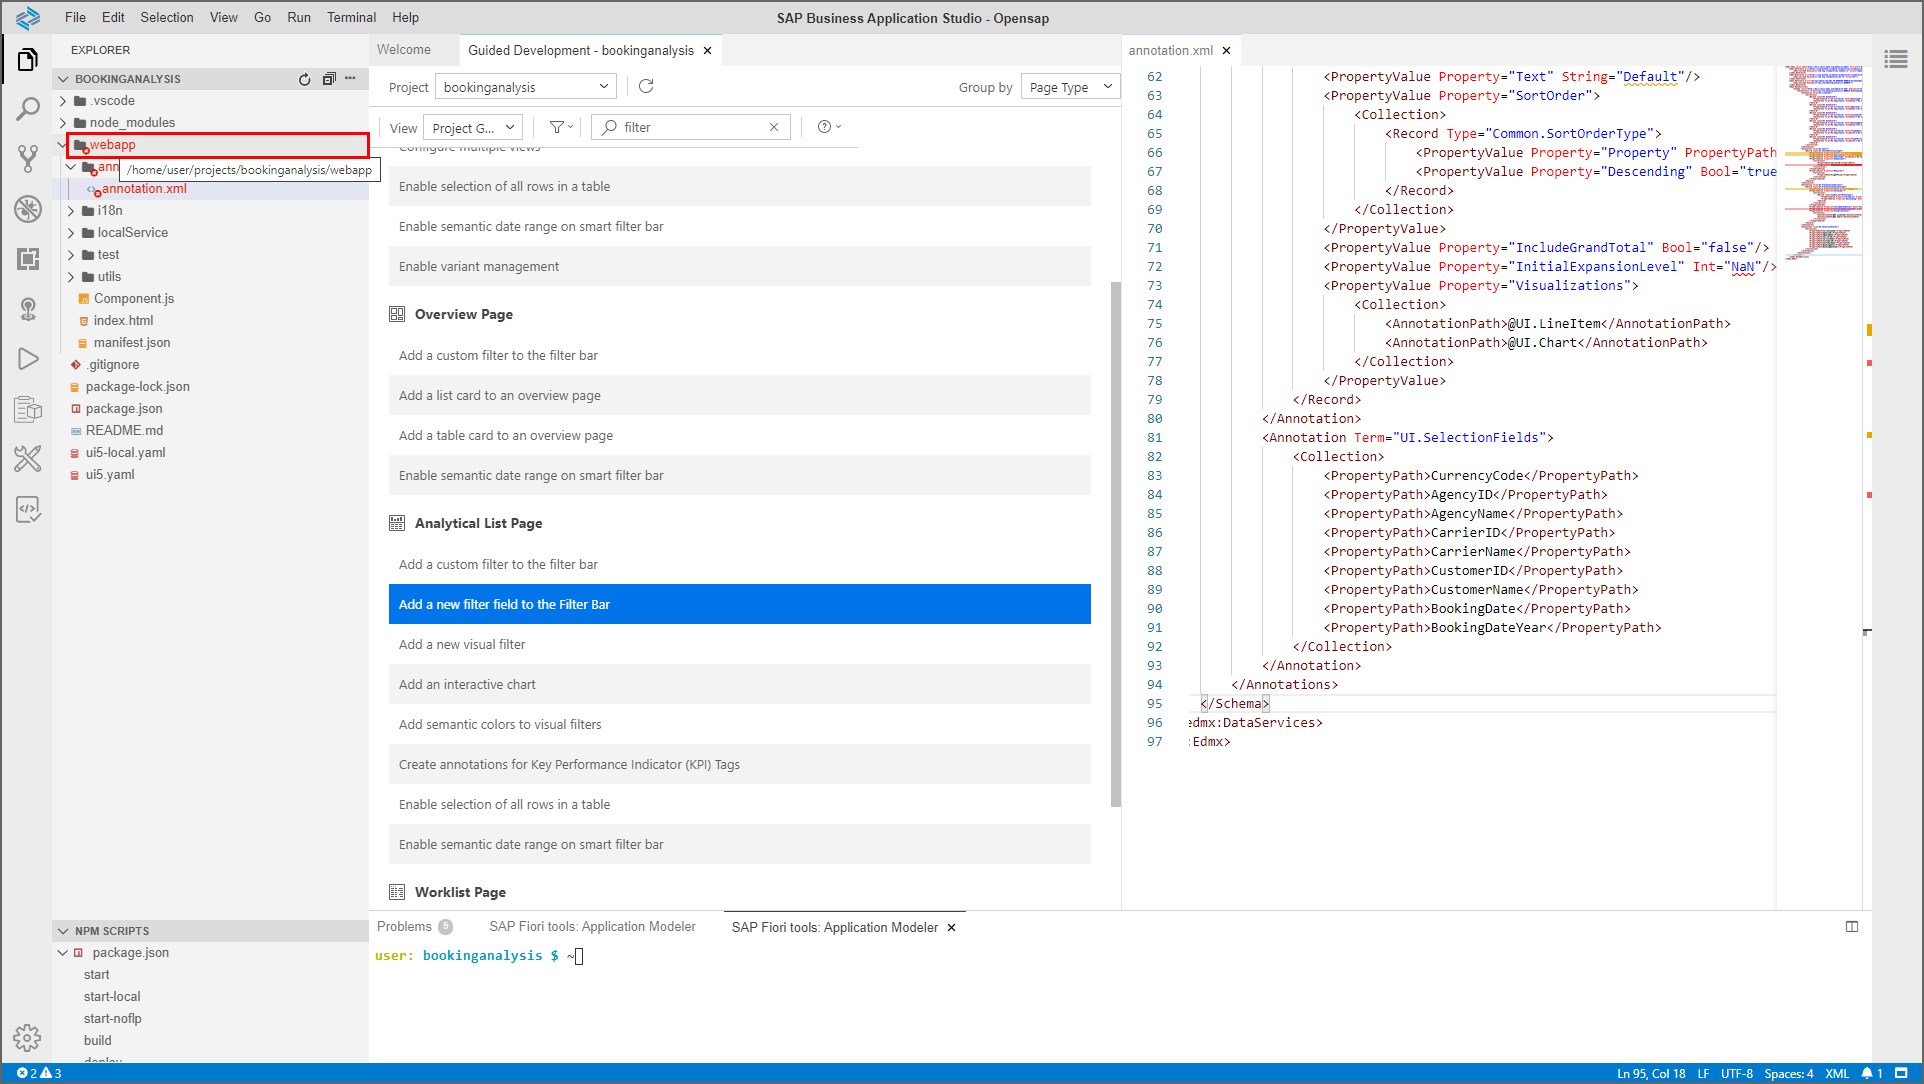 File Edit Selection View Go Run Terminal Help
SAP Business Application Studio - Opensap
EXPLORER
BOOKINGANALYSIS
.vscode
node_modules
webapp
ann
/home/user/projects/bookinganalysis/webapp
annotation.xml
i18n
localService
test
utils
Component.js
index.html
manifest.json
.gitignore
package-lock.json
package.json
README.md
ui5-local.yaml
ui5.yaml
NPM SCRIPTS
package.json
start
start-local
start-noflp
build
deploy
Welcome
Guided Development - bookinganalysis
Project bookinganalysis
Group by Page Type
View Project G... filter
Configure multiple views
Enable selection of all rows in a table
Enable semantic date range on smart filter bar
Enable variant management
Overview Page
Add a custom filter to the filter bar
Add a list card to an overview page
Add a table card to an overview page
Enable semantic date range on smart filter bar
Analytical List Page
Add a custom filter to the filter bar
Add a new filter field to the Filter Bar
Add a new visual filter
Add an interactive chart
Add semantic colors to visual filters
Create annotations for Key Performance Indicator (KPI) Tags
Enable selection of all rows in a table
Enable semantic date range on smart filter bar
Worklist Page
annotation.xml
62 <PropertyValue Property="Text" String="Default"/>
63 <PropertyValue Property="SortOrder">
64 <Collection>
65 <Record Type="Common.SortOrderType">
66 <PropertyValue Property="Property" PropertyPath
67 <PropertyValue Property="Descending" Bool="true
68 </Record>
69 </Collection>
70 </PropertyValue>
71 <PropertyValue Property="IncludeGrandTotal" Bool="false"/>
72 <PropertyValue Property="InitialExpansionLevel" Int="NaN"/>
73 <PropertyValue Property="Visualizations">
74 <Collection>
75 <AnnotationPath>@UI.LineItem</AnnotationPath>
76 <AnnotationPath>@UI.Chart</AnnotationPath>
77 </Collection>
78 </PropertyValue>
79 </Record>
80 </Annotation>
81 <Annotation Term="UI.SelectionFields">
82 <Collection>
83 <PropertyPath>CurrencyCode</PropertyPath>
84 <PropertyPath>AgencyID</PropertyPath>
85 <PropertyPath>AgencyName</PropertyPath>
86 <PropertyPath>CarrierID</PropertyPath>
87 <PropertyPath>CarrierName</PropertyPath>
88 <PropertyPath>CustomerID</PropertyPath>
89 <PropertyPath>CustomerName</PropertyPath>
90 <PropertyPath>BookingDate</PropertyPath>
91 <PropertyPath>BookingDateYear</PropertyPath>
92 </Collection>
93 </Annotation>
94 </Annotations>
95 </Schema>
96 edmx:DataServices>
97 :Edmx>
Problems 5
SAP Fiori tools: Application Modeler
SAP Fiori tools: Application Modeler
user: bookinganalysis $ ~
2 3
Ln 95, Col 18 LF UTF-8 Spaces: 4 XML 1